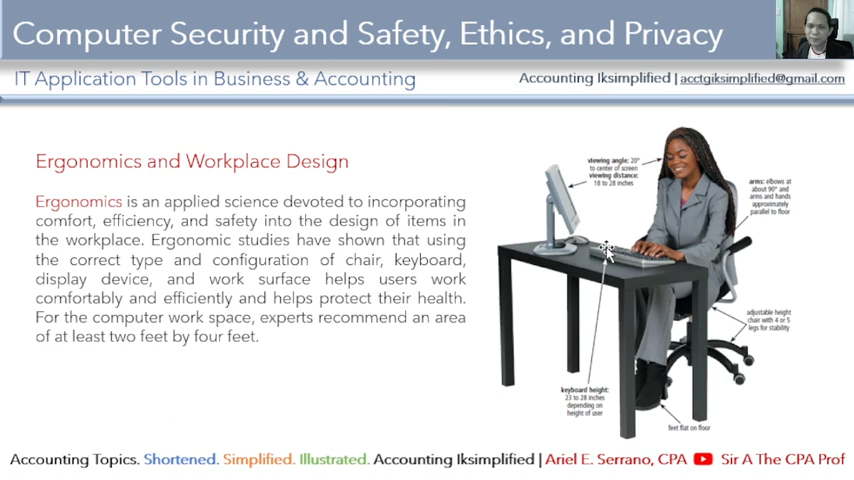 Computer Security and Safety, Ethics, and Privacy
IT Application Tools in Business & Accounting
Accounting Iksimplified | acctgiksimplified@gmail.com
Ergonomics and Workplace Design
Ergonomics is an applied science devoted to incorporating
comfort, efficiency, and safety into the design of items in
the workplace. Ergonomic studies have shown that using
the correct type and configuration of chair, keyboard,
display device, and work surface helps users work
comfortably and efficiently and helps protect their health.
For the computer work space, experts recommend an area
of at least two feet by four feet.
viewing angle: 20°
to center of screen
viewing distance:
18 to 28 inches
arms: elbows at
about 90° and
arms and hands
approximately
parallel to floor
adjustable height
chair with 4 or 5
legs for stability
keyboard height:
23 to 28 inches
depending on
height of user
feet flat on floor
Accounting Topics. Shortened. Simplified. Illustrated. Accounting Iksimplified | Ariel E. Serrano, CPA Sir A The CPA Prof